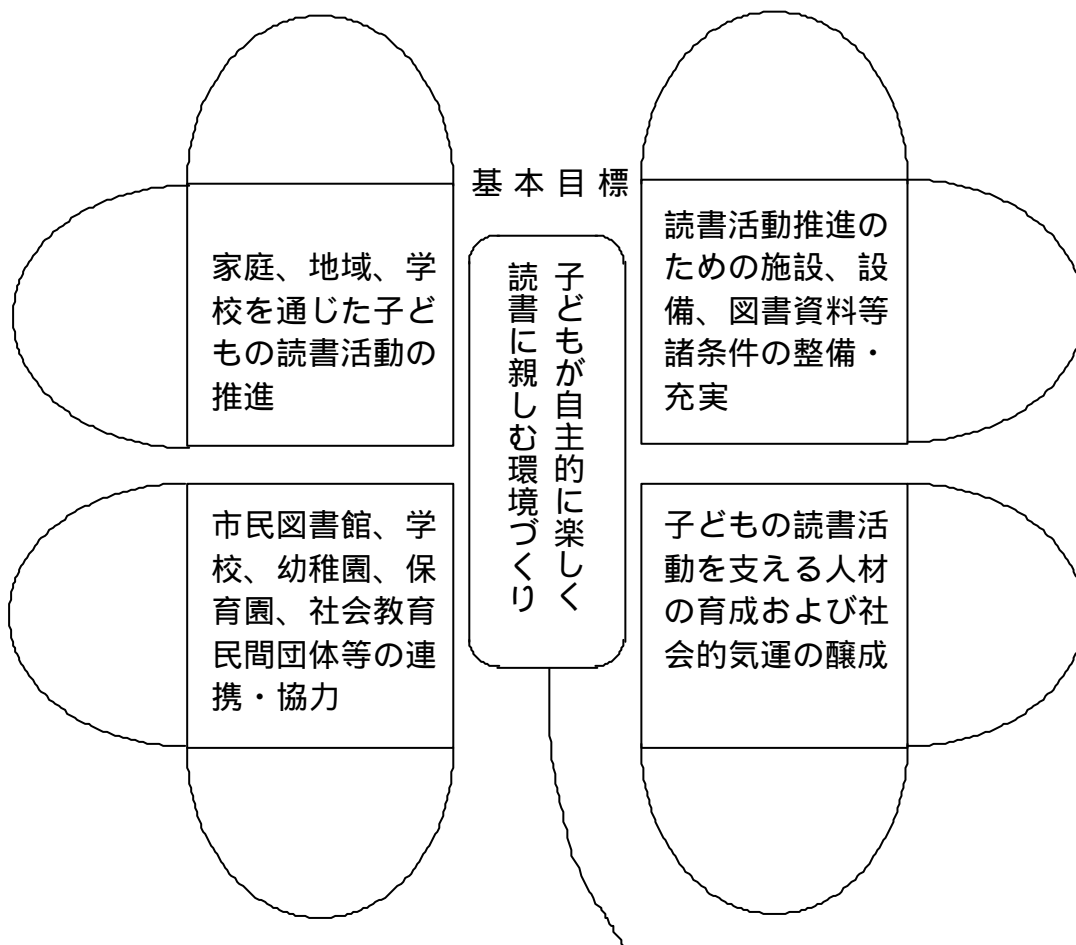 基本目標
家庭、地域、学
校を通じた子ど
もの読書活動の
推進
子どもが自主的に楽しく
読書に親しむ環境づくり
読書活動推進の
ための施設、設
備、図書資料等
諸条件の整備・
充実
市民図書館、学
校、幼稚園、保
育園、社会教育
民間団体等の連
携・協力
子どもの読書活
動を支える人材
の育成および社
会的気運の醸成